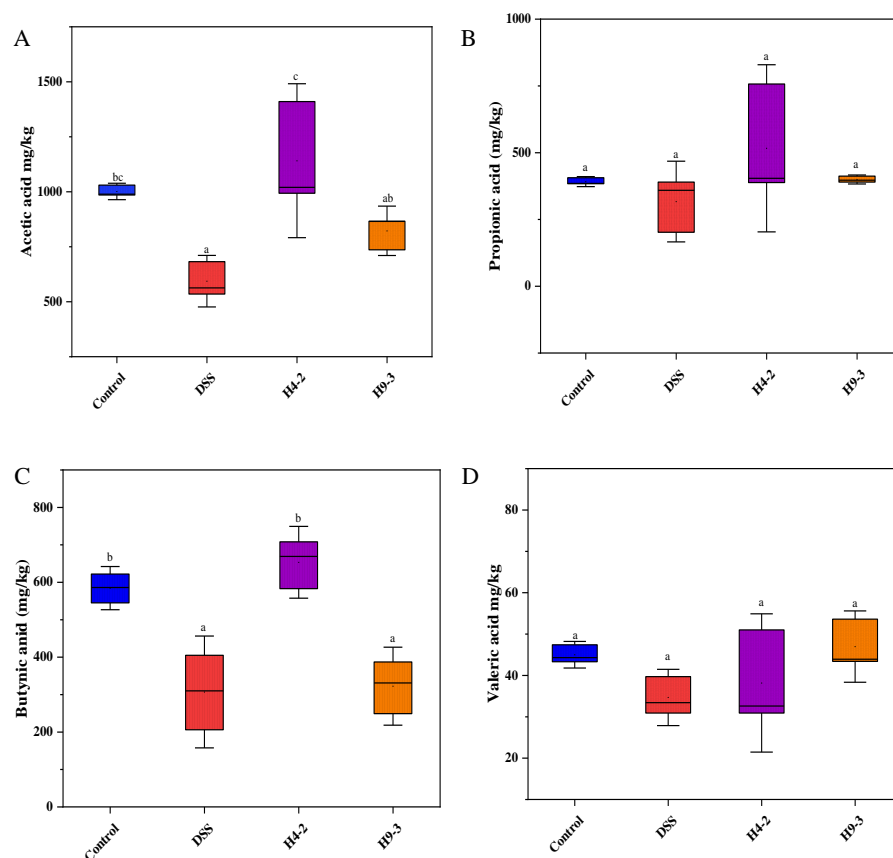 A
Acetic acid mg/kg
1500
1000
500
bc
a
c
ab
Control
DSS
H4-2
H9-3
B
Propionic acid (mg/kg)
1000
500
0
a
a
a
a
Control
DSS
H4-2
H9-3
C
Butynic anid (mg/kg)
800
600
400
200
0
b
a
b
a
Control
DSS
H4-2
H9-3
D
Valeric acid mg/kg
80
60
40
20
a
a
a
a
Control
DSS
H4-2
H9-3